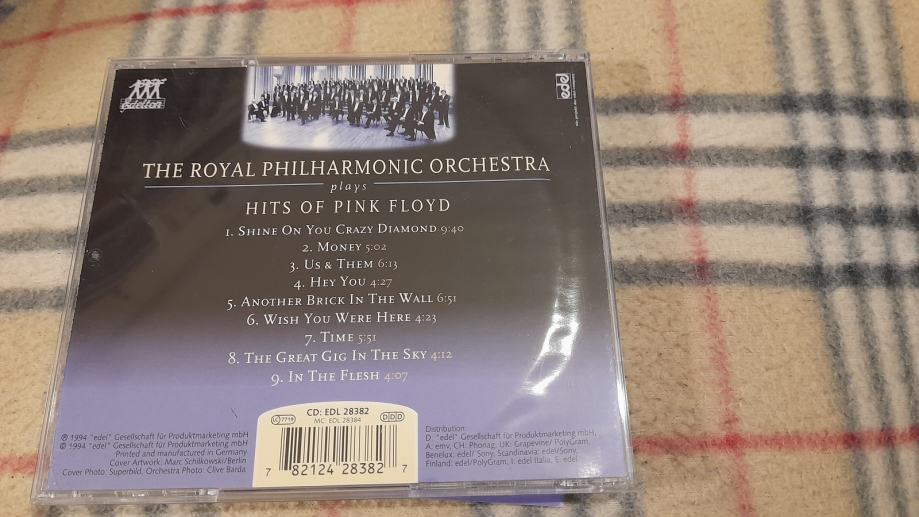 edelton
edel
THE ROYAL PHILHARMONIC ORCHESTRA
plays
HITS OF PINK FLOYD
1. SHINE ON YOU CRAZY DIAMOND 9:40
2. MONEY 5:02
3. US & THEM 6:13
4. HEY YOU 4:27
5. ANOTHER BRICK IN THE WALL 6:51
6. WISH YOU WERE HERE 4:23
7. TIME 5:51
8. THE GREAT GIG IN THE SKY 4:12
9. IN THE FLESH 4:07
LC 7719
CD: EDL 28382
MC: EDL 28384
DDD
7 82124 28382 7
℗ 1994 "edel" Gesellschaft für Produktmarketing mbH
© 1994 "edel" Gesellschaft für Produktmarketing mbH
Printed and manufactured in Germany
Cover Artwork: Marc Schilkowski/Berlin
Cover Photo: Superbild, Orchestra Photo: Clive Barda
Distribution:
D: "edel" Gesellschaft für Produktmarketing mbH,
A: emv, CH: Phonag, UK: Grapevine/ PolyGram,
Benelux: edel/ Sony, Scandinavia: edel/Sony,
Finland: edel/PolyGram, I: edel Italia, E: edel